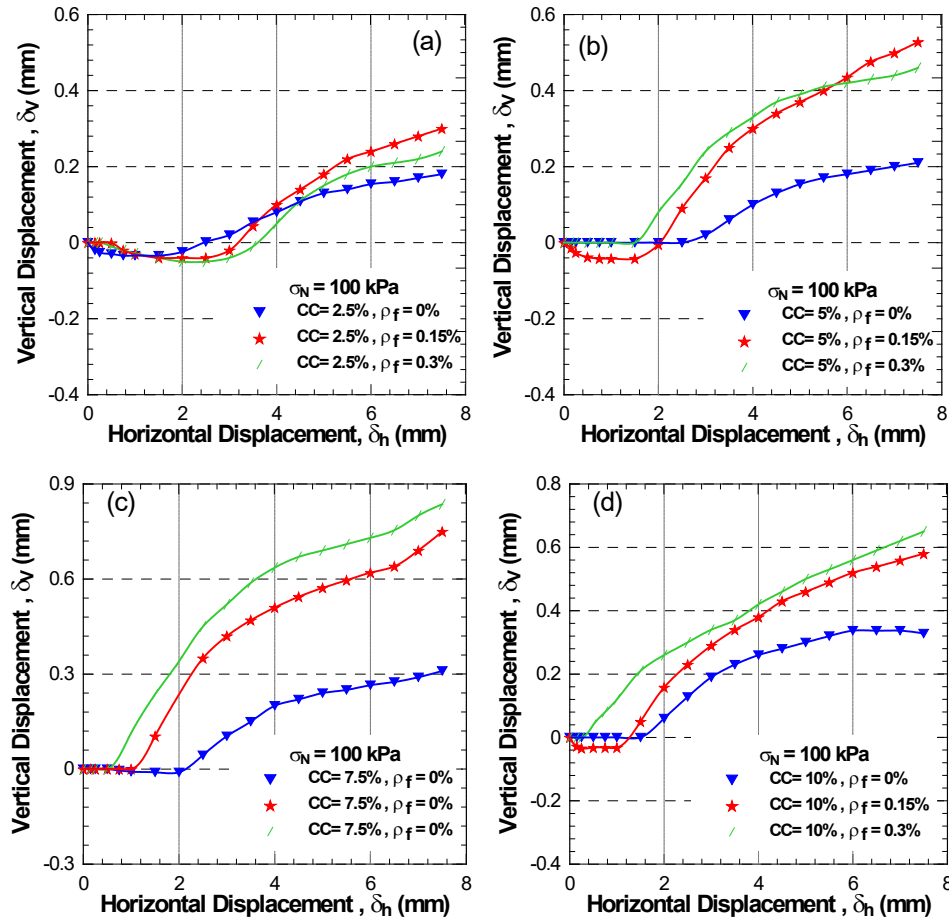 (a)
Vertical Displacement , δv (mm)
0.6
0.4
0.2
0
-0.2
-0.4
σN = 100 kPa
CC= 2.5% , ρf = 0%
CC= 2.5% , ρf = 0.15%
CC= 2.5% , ρf = 0.3%
0 2 4 6 8
Horizontal Displacement, δh (mm)
(b)
Vertical Displacement , δv (mm)
0.6
0.4
0.2
0
-0.2
-0.4
σN = 100 kPa
CC= 5% , ρf = 0%
CC= 5% , ρf = 0.15%
CC= 5% , ρf = 0.3%
0 2 4 6 8
Horizontal Displacement , δh (mm)
(c)
Vertical Displacement , δv (mm)
0.9
0.6
0.3
0
-0.3
σN = 100 kPa
CC= 7.5% , ρf = 0%
CC= 7.5% , ρf = 0%
CC= 7.5% , ρf = 0%
0 2 4 6 8
Horizontal Displacement , δh (mm)
(d)
Vertical Displacement , δv (mm)
0.8
0.6
0.4
0.2
0
-0.2
-0.4
σN = 100 kPa
CC= 10% , ρf = 0%
CC= 10% , ρf = 0.15%
CC= 10% , ρf = 0.3%
0 2 4 6 8
Horizontal Displacement , δh (mm)